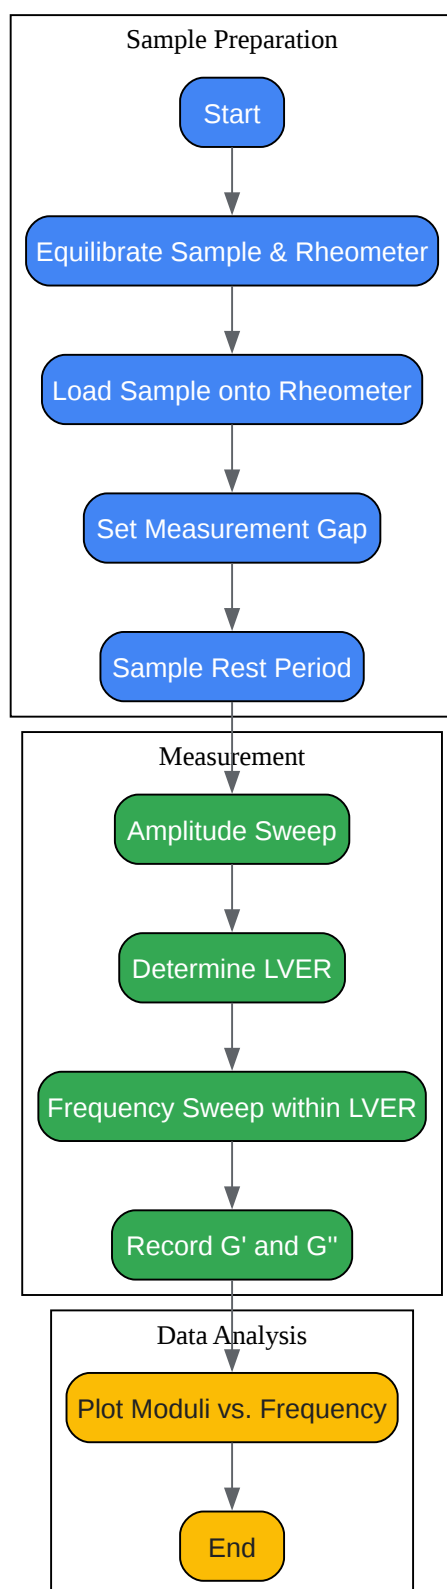 Sample Preparation
Start
Equilibrate Sample & Rheometer
Load Sample onto Rheometer
Set Measurement Gap
Sample Rest Period
Measurement
Amplitude Sweep
Determine LVER
Frequency Sweep within LVER
Record G' and G''
Data Analysis
Plot Moduli vs. Frequency
End